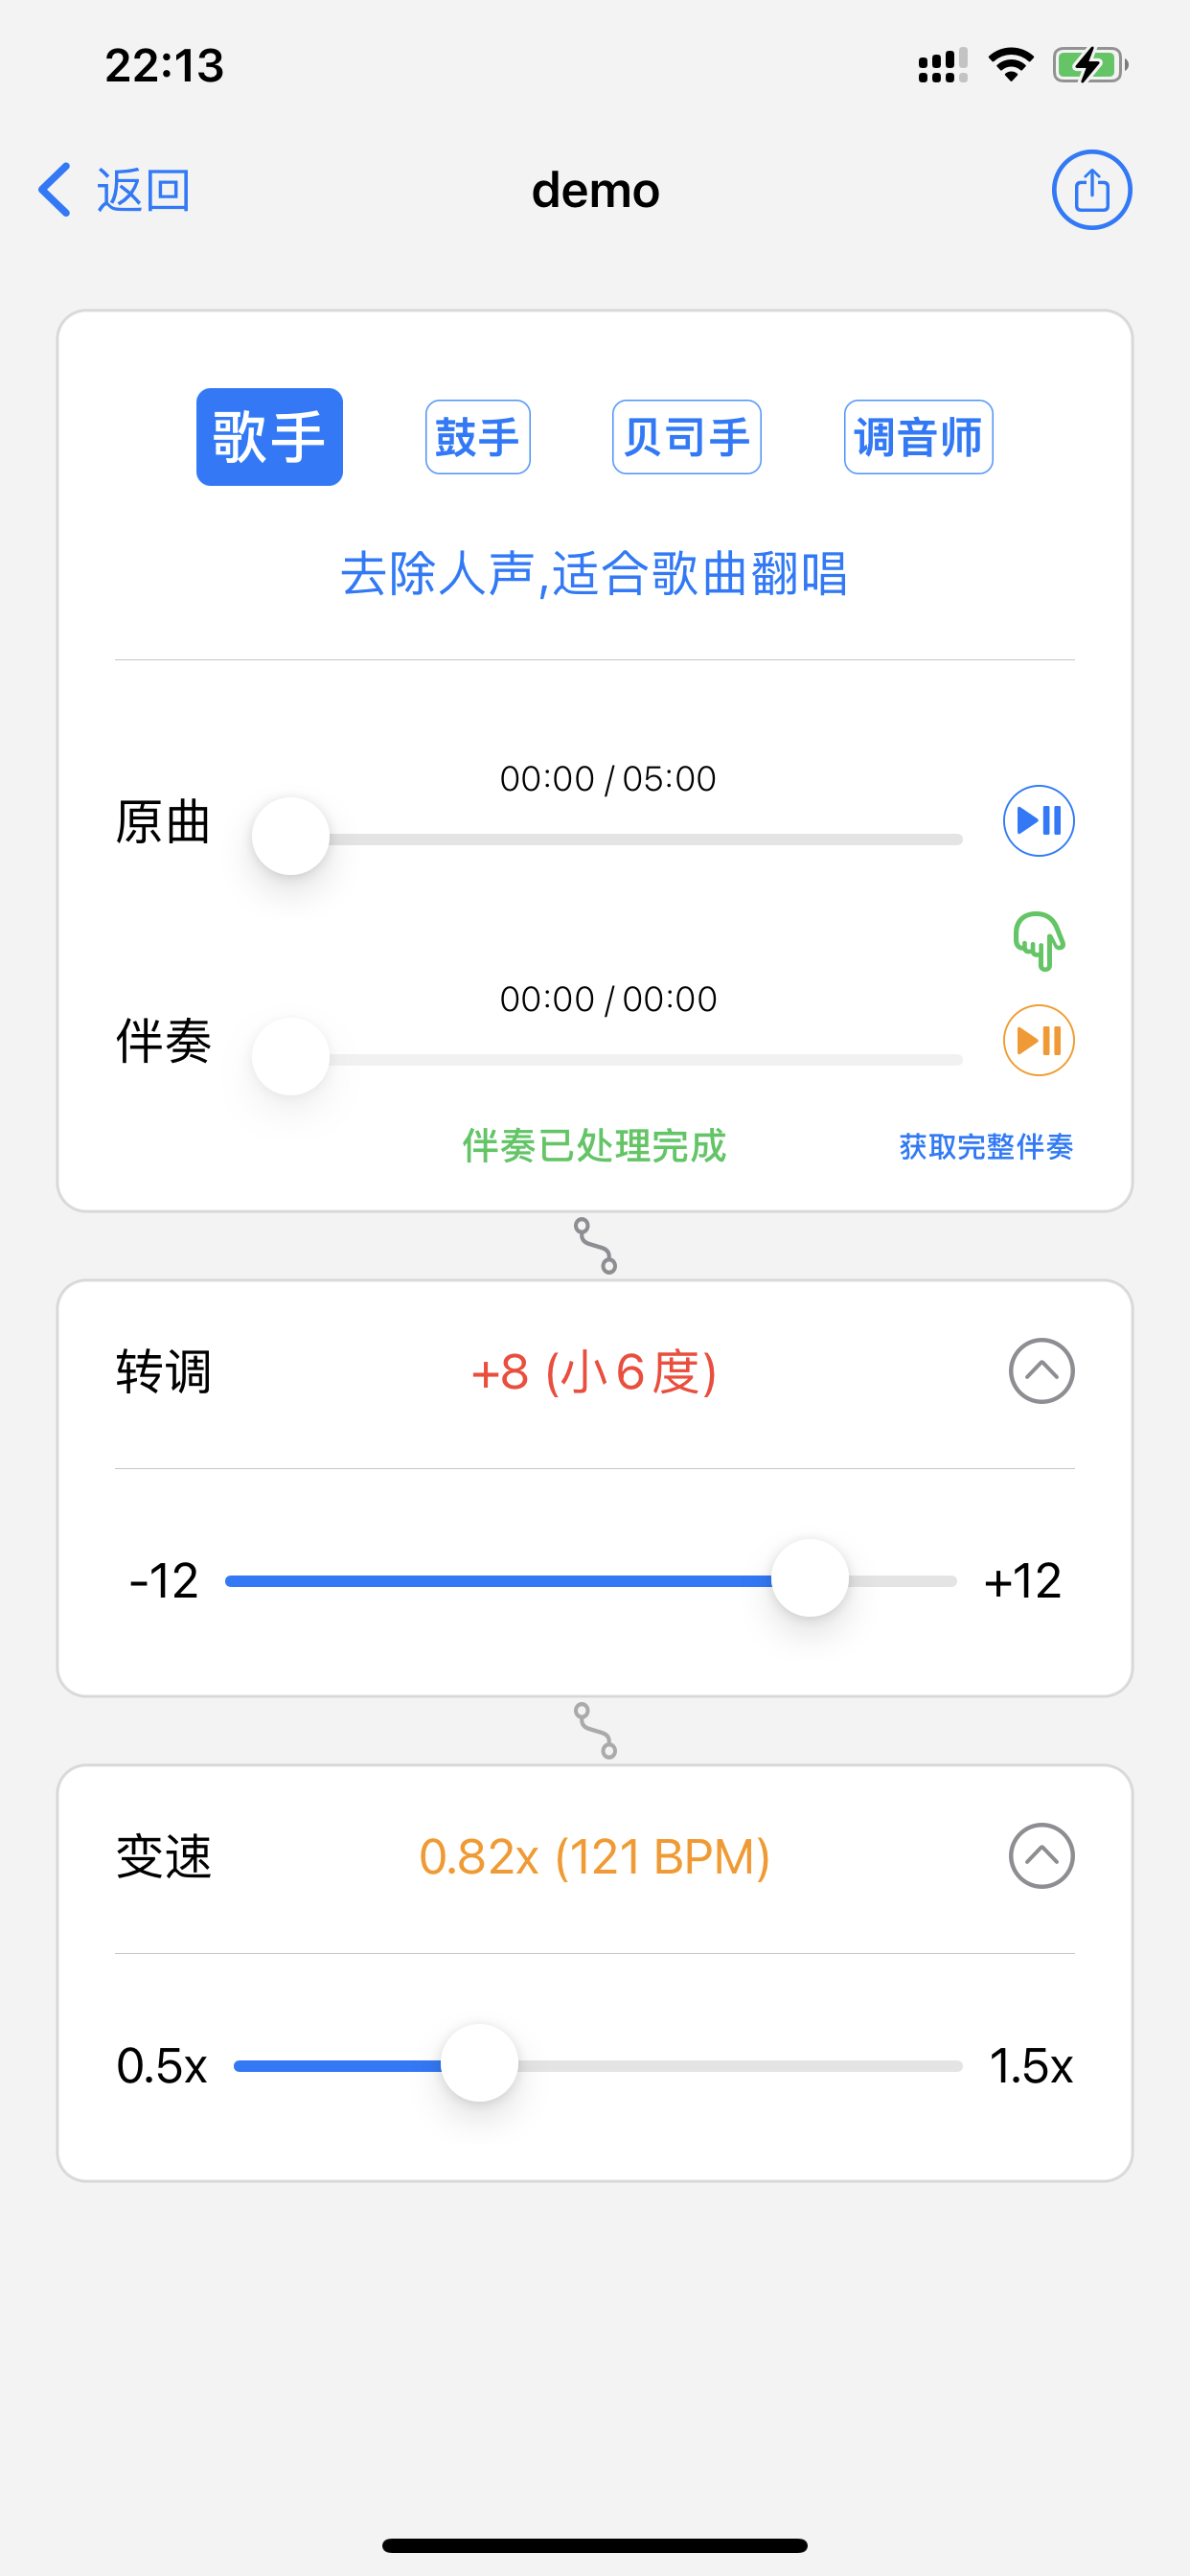 22:13
返回
demo
歌手 鼓手 贝司手 调音师
去除人声,适合歌曲翻唱
00:00 / 05:00
原曲
00:00 / 00:00
伴奏
伴奏已处理完成 获取完整伴奏
转调 +8 (小 6 度)
-12 +12
变速 0.82x (121 BPM)
0.5x 1.5x